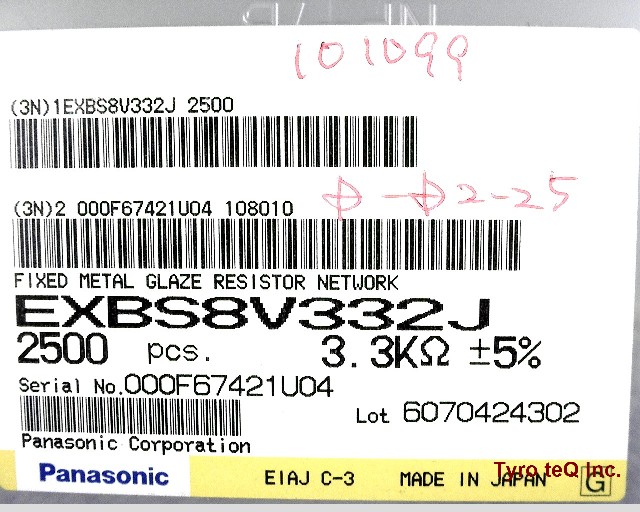 101099
(3N)1EXBS8V332J 2500
(3N)2 000F67421U04 108010
FIXED METAL GLAZE RESISTOR NETWORK
EXBS8V332J
2500 pcs. 3.3KΩ ±5%
Serial No.000F67421U04
Lot 6070424302
Panasonic Corporation
Panasonic EIAJ C-3 MADE IN JAPAN G
Tyro teQ Inc.